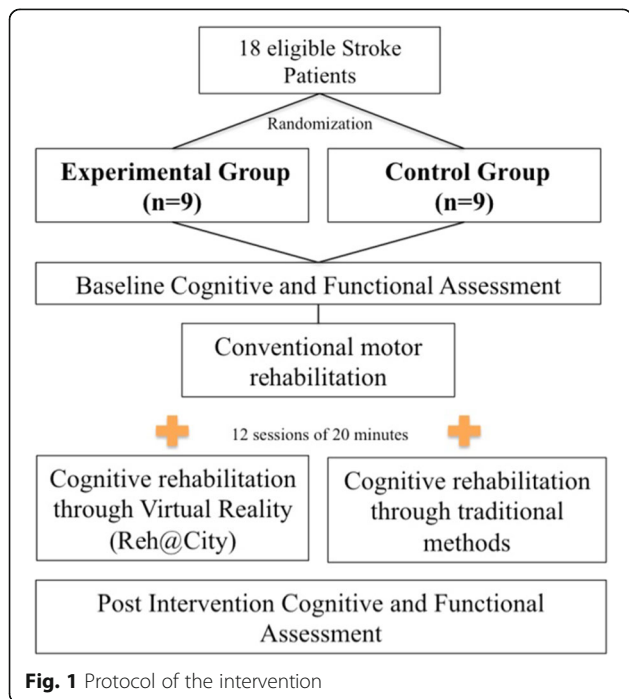 18 eligible Stroke
Patients
Randomization
Experimental Group
(n=9)
Control Group
(n=9)
Baseline Cognitive and Functional Assessment
Conventional motor
rehabilitation
12 sessions of 20 minutes
Cognitive rehabilitation
through Virtual Reality
(Reh@City)
Cognitive rehabilitation
through traditional
methods
Post Intervention Cognitive and Functional
Assessment
Fig. 1 Protocol of the intervention